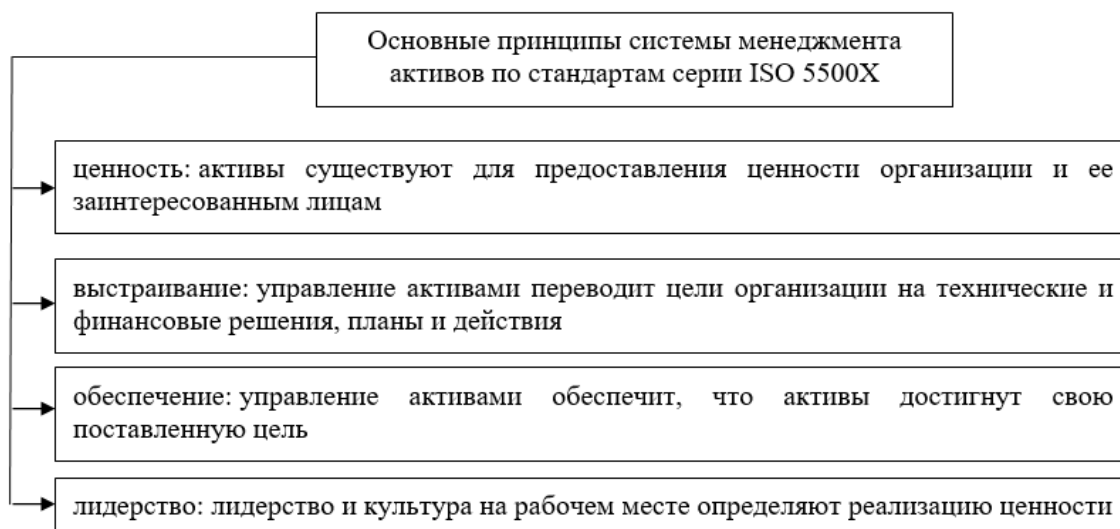 Основные принципы системы менеджмента
активов по стандартам серии ISO 5500X
ценность: активы существуют для предоставления ценности организации и ее
заинтересованным лицам
выстраивание: управление активами переводит цели организации на технические и
финансовые решения, планы и действия
обеспечение: управление активами обеспечит, что активы достигнут свою
поставленную цель
лидерство: лидерство и культура на рабочем месте определяют реализацию ценности